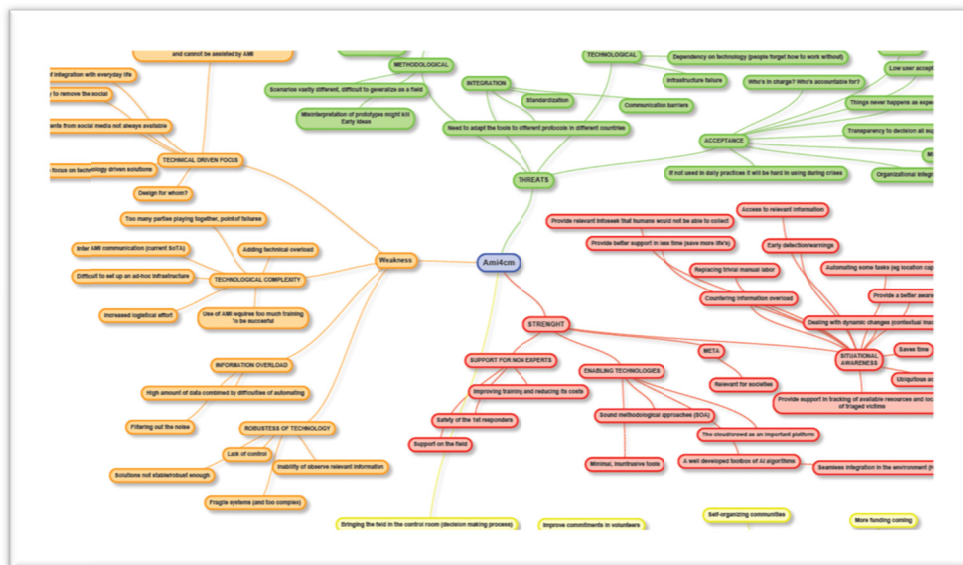 and cannot be assisted by AMI
of integration with everyday life
y to remove the social
ents from social media not always available
TECHNICAL DRIVEN FOCUS
focus on technology driven solutions
Design for whom?
Too many parties playing together, point of failures
Inter AMI communication (current SoTA)
Adding technical overload
Difficult to set up an ad-hoc infrastructure
TECHNOLOGICAL COMPLEXITY
Increased logistical effort
Use of AMI equires too much training
to be succesful
Weakness
INFORMATION OVERLOAD
High amount of data combined by difficulties of automating
Filtering out the noise
ROBUSTESS OF TECHNOLOGY
Lack of control
Inability of observe relevant information
Solutions not stable/robust enough
Fragile systems (and too complex)
Ami4cm
METHODOLOGICAL
Scenarios vastly different, difficult to generalize as a field
Misinterpretation of prototypes might kill
Early ideas
INTEGRATION
Standardization
Communication barriers
Need to adapt the tools to different protocols in different countries
TECHNOLOGICAL
Dependency on technology (people forget how to work without)
Infrastructure failure
THREATS
ACCEPTANCE
Who's in charge? Who's accountable for?
Low user accept
Things never happens as expe
Transparency to decision all sup
M
If not used in daily practices it will be hard in using during crises
Organizational integr
STRENGHT
Provide relevant infoseek that humans would not be able to collect
Access to relevant information
Provide better support in less time (save more life's)
Early detection/warnings
Replacing trivial manual labor
Automating some tasks (eg location cap
Countering information overload
Provide a better aware
Dealing with dynamic changes (contextual
SITUATIONAL
AWARENESS
Saves time
Ubiquitous
Provide support in tracking of available resources and loc
of triaged victims
META
Relevant for societies
SUPPORT FOR NON EXPERTS
Improving training and reducing its costs
Safety of the 1st responders
Support on the field
ENABLING TECHNOLOGIES
Sound methodological approaches (SOA)
The cloud/crowd as an important platform
Minimal, inuntrusive tools
A well developed toolbox of AI algorithms
Seamless integration in the environment
Bringing the feld in the control room (decision making process)
Improve commitments in volunteers
Self-organizing communities
More funding coming